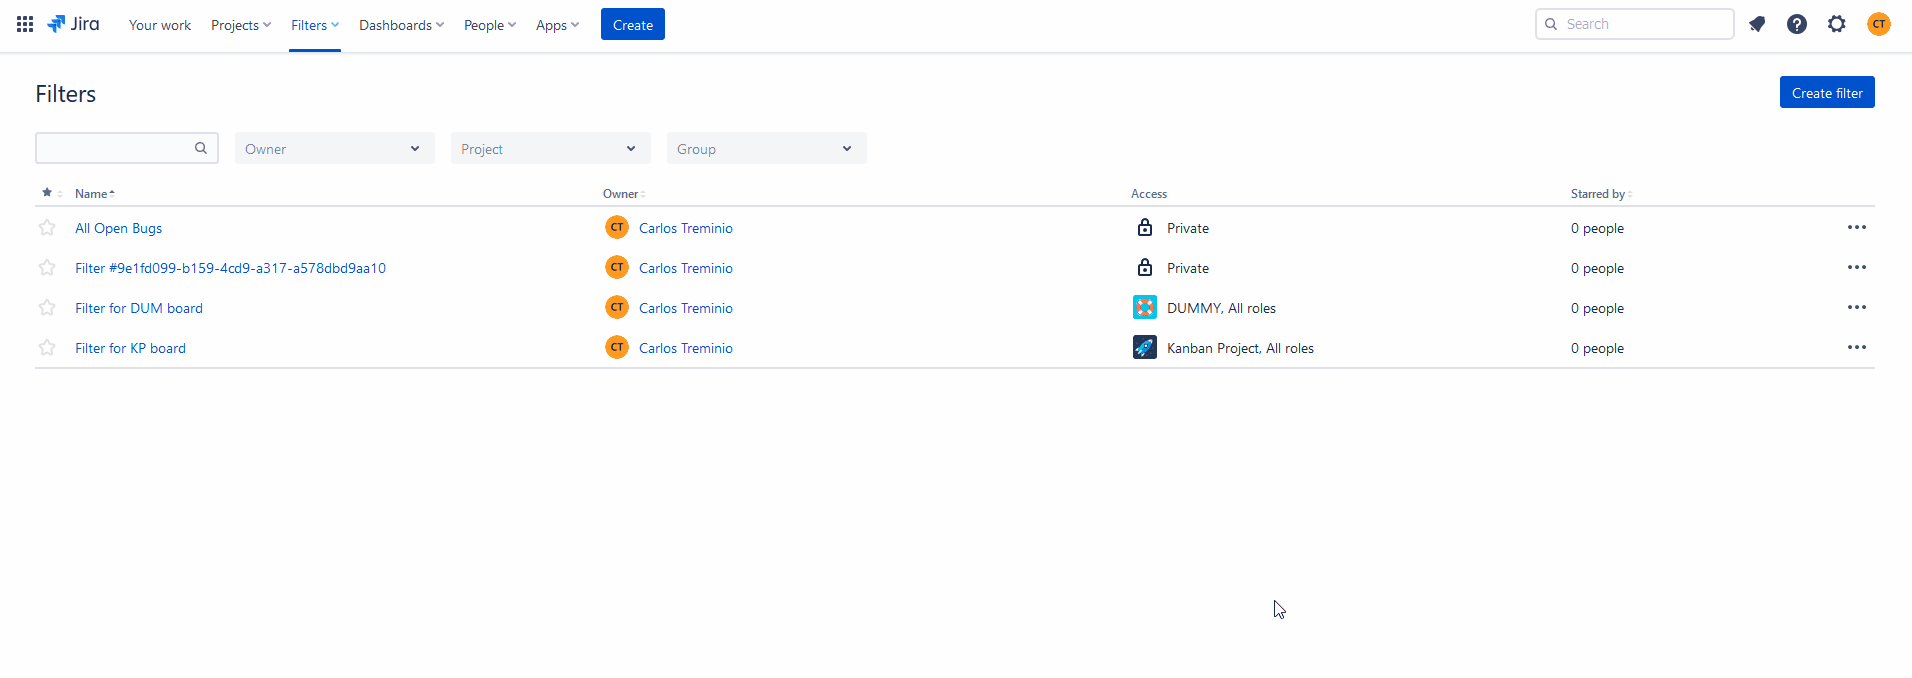 Jira Your work Projects Filters Dashboards People Apps Create Search CT
Filters Create filter
Owner Project Group
Name Owner Access Starred by
All Open Bugs CT Carlos Treminio Private 0 people
Filter #9e1fd099-b159-4cd9-a317-a578dbd9aa10 CT Carlos Treminio Private 0 people
Filter for DUM board CT Carlos Treminio DUMMY, All roles 0 people
Filter for KP board CT Carlos Treminio Kanban Project, All roles 0 people